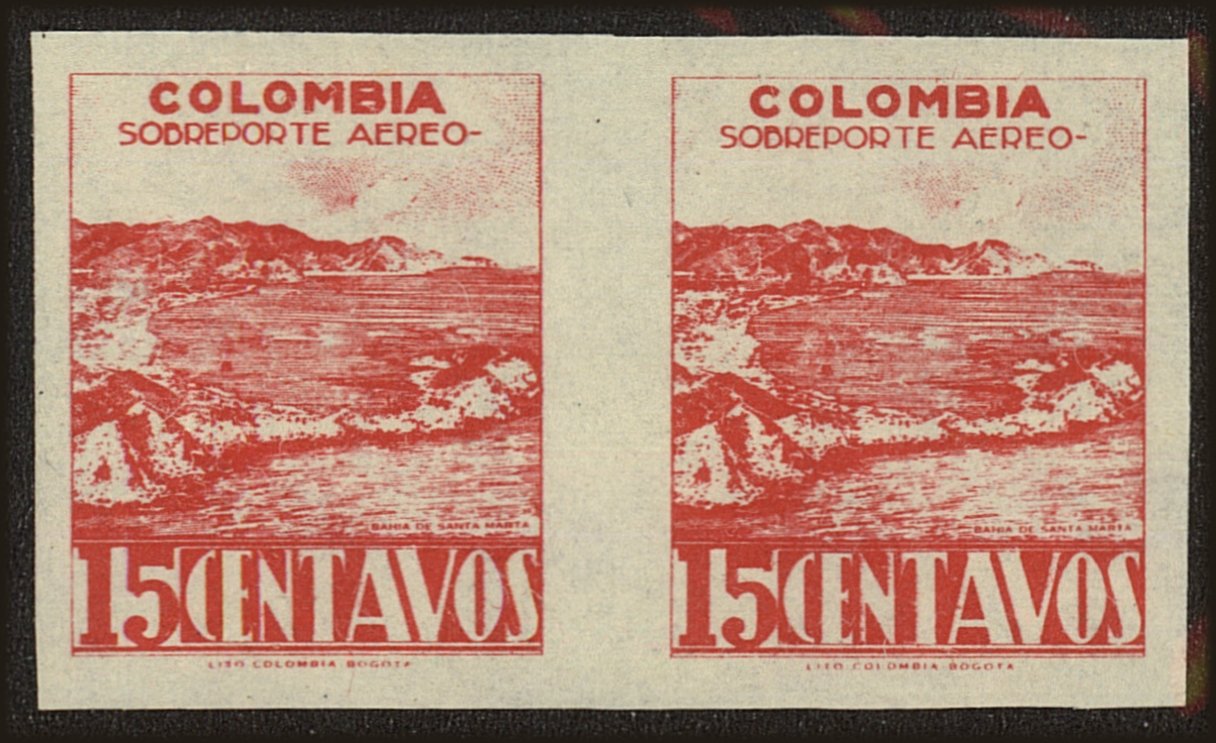 COLOMBIA
SOBREPORTE AEREO-
BAHIA DE SANTA MARTA
15 CENTAVOS
LITO. COLOMBIA-BOGOTA
COLOMBIA
SOBREPORTE AEREO-
BAHIA DE SANTA MARTA
15 CENTAVOS
LITO. COLOMBIA-BOGOTA